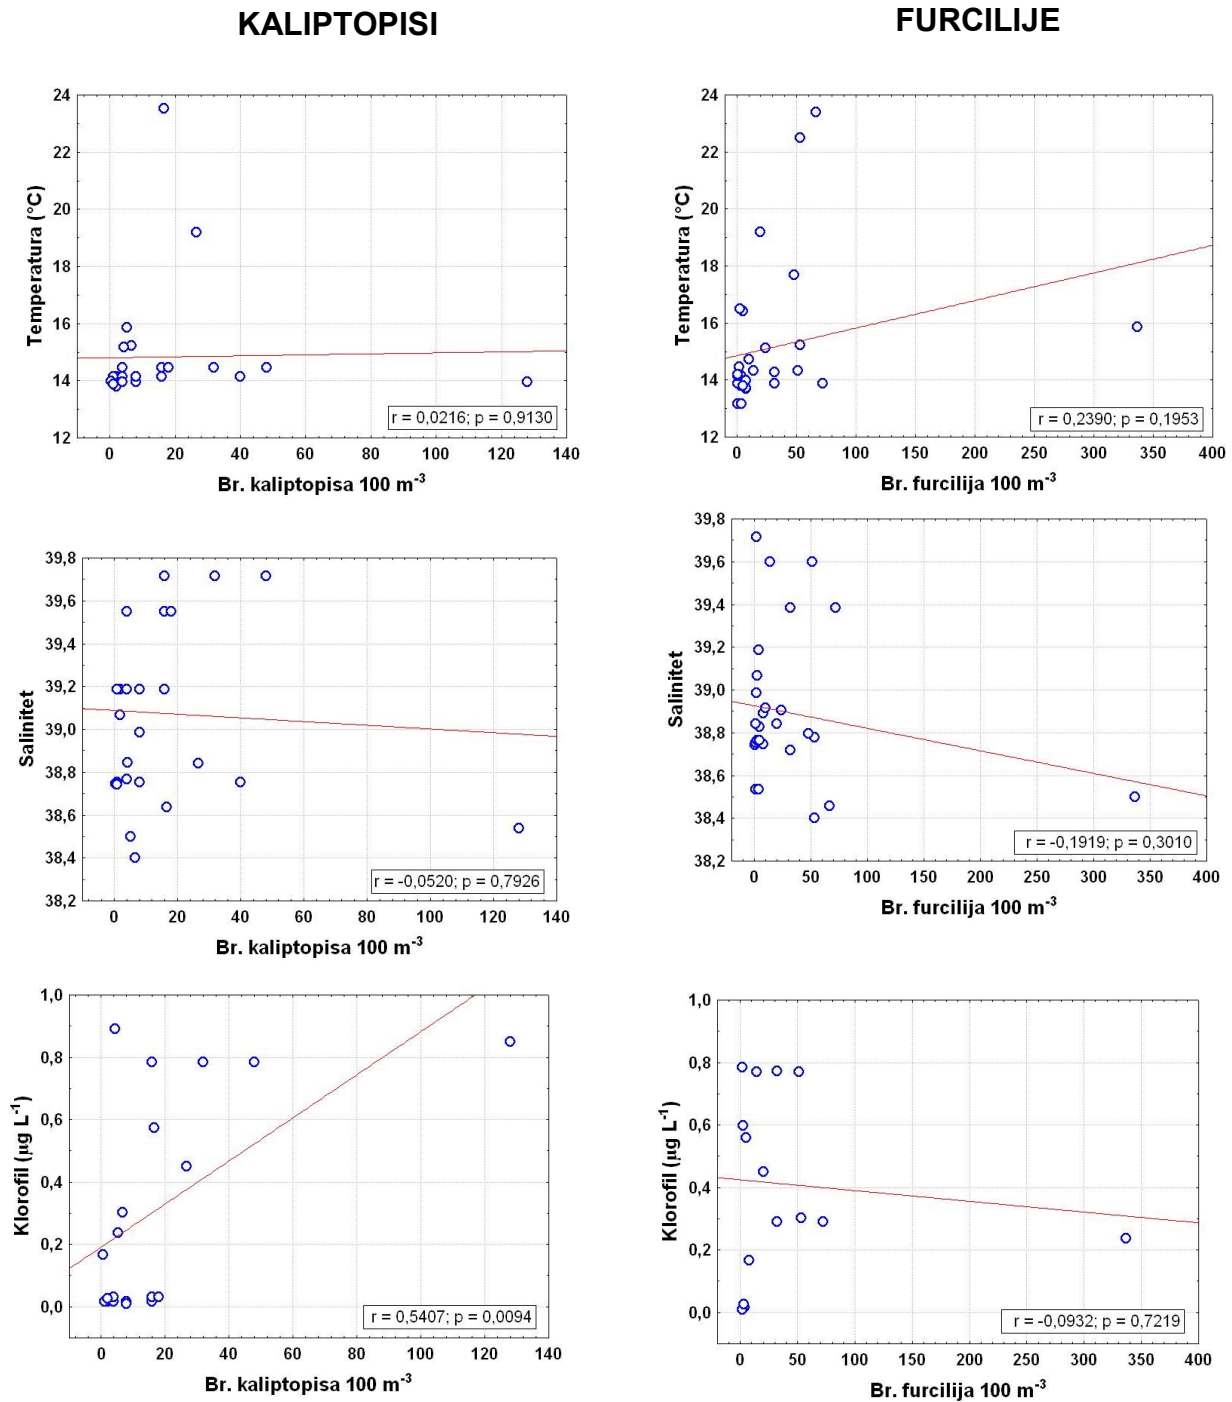 KALIPTOPISI
FURCILIJE
24
22
20
18
16
14
12
Temperatura (°C)
r = 0,0216; p = 0,9130
0 20 40 60 80 100 120 140
Br. kaliptopisa 100 m⁻³
24
22
20
18
16
14
12
Temperatura (°C)
r = 0,2390; p = 0,1953
0 50 100 150 200 250 300 350 400
Br. furcilija 100 m⁻³
39,8
39,6
39,4
39,2
39,0
38,8
38,6
38,4
38,2
Salinitet
r = -0,0520; p = 0,7926
0 20 40 60 80 100 120 140
Br. kaliptopisa 100 m⁻³
39,8
39,6
39,4
39,2
39,0
38,8
38,6
38,4
38,2
Salinitet
r = -0,1919; p = 0,3010
0 50 100 150 200 250 300 350 400
Br. furcilija 100 m⁻³
1,0
0,8
0,6
0,4
0,2
0,0
Klorofil (μg L⁻¹)
r = 0,5407; p = 0,0094
0 20 40 60 80 100 120 140
Br. kaliptopisa 100 m⁻³
1,0
0,8
0,6
0,4
0,2
0,0
Klorofil (μg L⁻¹)
r = -0,0932; p = 0,7219
0 50 100 150 200 250 300 350 400
Br. furcilija 100 m⁻³